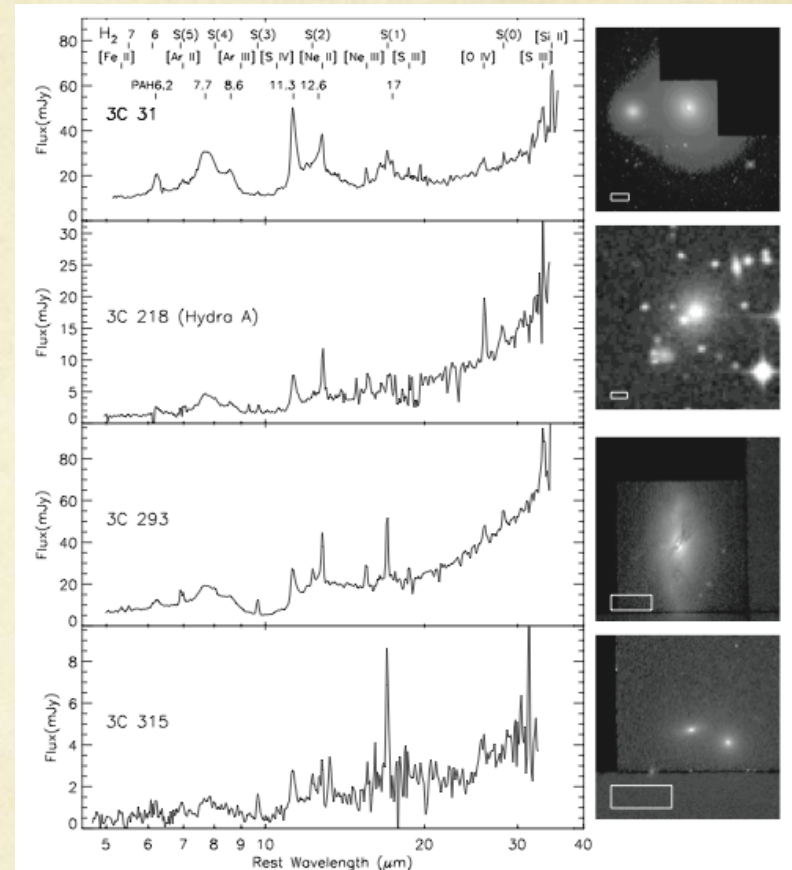 H₂ 7 6 S(5) S(4) S(3) S(2) S(1) S(0) [Si II]
[Fe II] [Ar II] [Ar III] [S IV] [Ne II] [Ne III] [S III] [O IV] [S III]
PAH6.2 7.7 8.6 11.3 12.6 17
3C 31
Flux(mJy)
80
60
40
20
0
3C 218 (Hydra A)
Flux(mJy)
30
25
20
15
10
5
0
3C 293
Flux(mJy)
80
60
40
20
0
3C 315
Flux(mJy)
8
6
4
2
0
5 6 7 8 9 10 20 30 40
Rest Wavelength (μm)